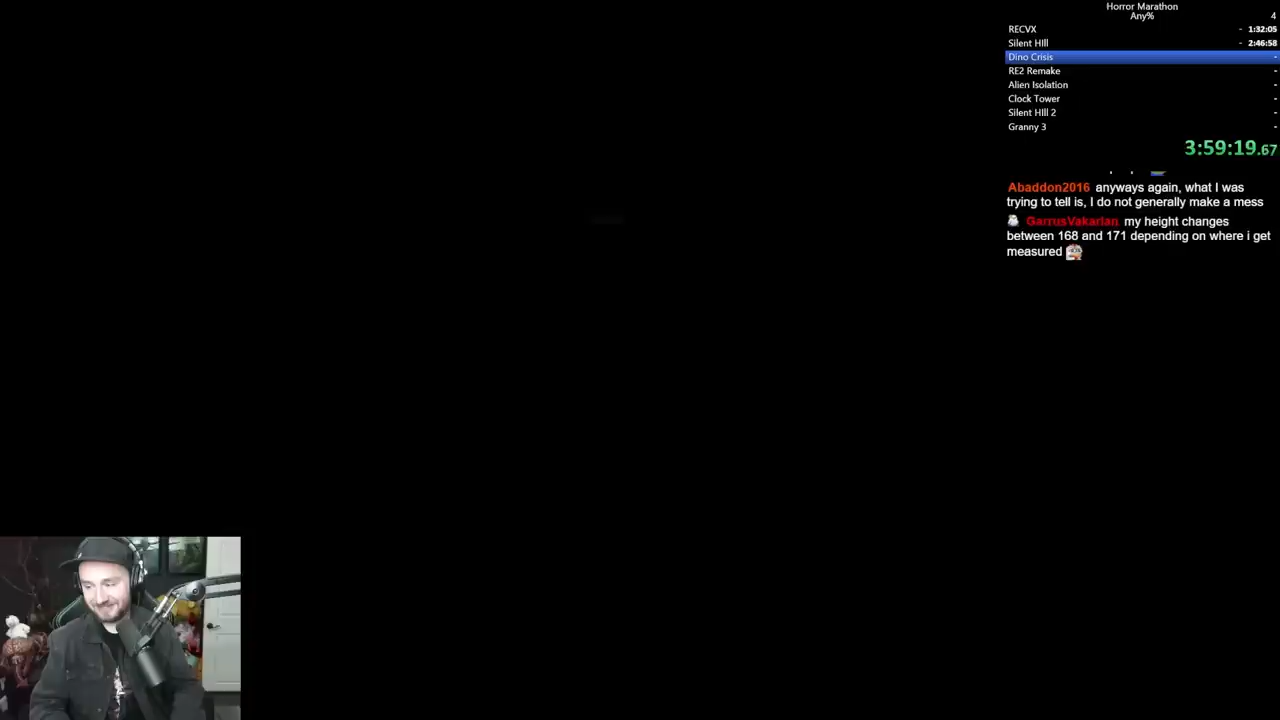 Horror Marathon
Any% 4
RECVX - 1:32:05
Silent HIll - 2:46:58
Dino Crisis -
RE2 Remake -
Alien Isolation -
Clock Tower -
Silent HIll 2 -
Granny 3 -
3:59:19.67
Abaddon2016 anyways again, what I was
trying to tell is, I do not generally make a mess
GarrusVakarian my height changes
between 168 and 171 depending on where i get
measured